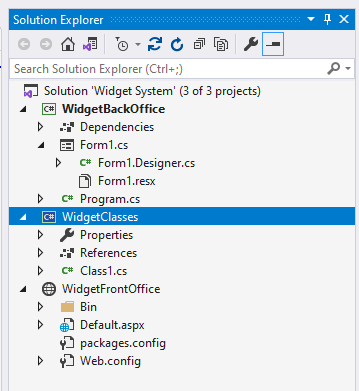 Solution Explorer
Search Solution Explorer (Ctrl+;)
Solution 'Widget System' (3 of 3 projects)
C# WidgetBackOffice
Dependencies
Form1.cs
C# Form1.Designer.cs
Form1.resx
C# Program.cs
C# WidgetClasses
Properties
References
C# Class1.cs
WidgetFrontOffice
Bin
Default.aspx
packages.config
Web.config